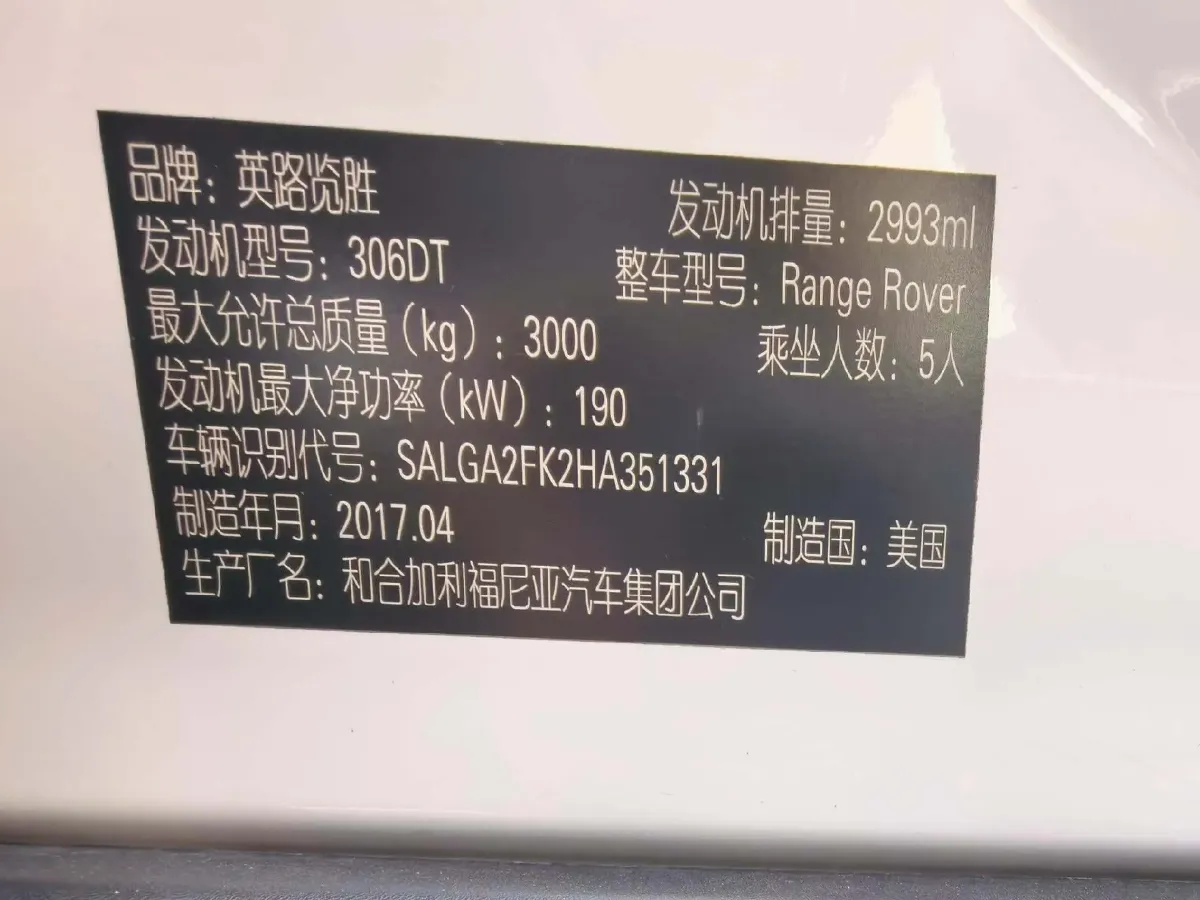 品牌：英路览胜 发动机排量：2993ml
发动机型号：306DT 整车型号：Range Rover
最大允许总质量（kg）：3000 乘坐人数：5人
发动机最大净功率（kW）：190
车辆识别代号：SALGA2FK2HA351331
制造年月：2017.04 制造国：美国
生产厂名：和合加利福尼亚汽车集团公司